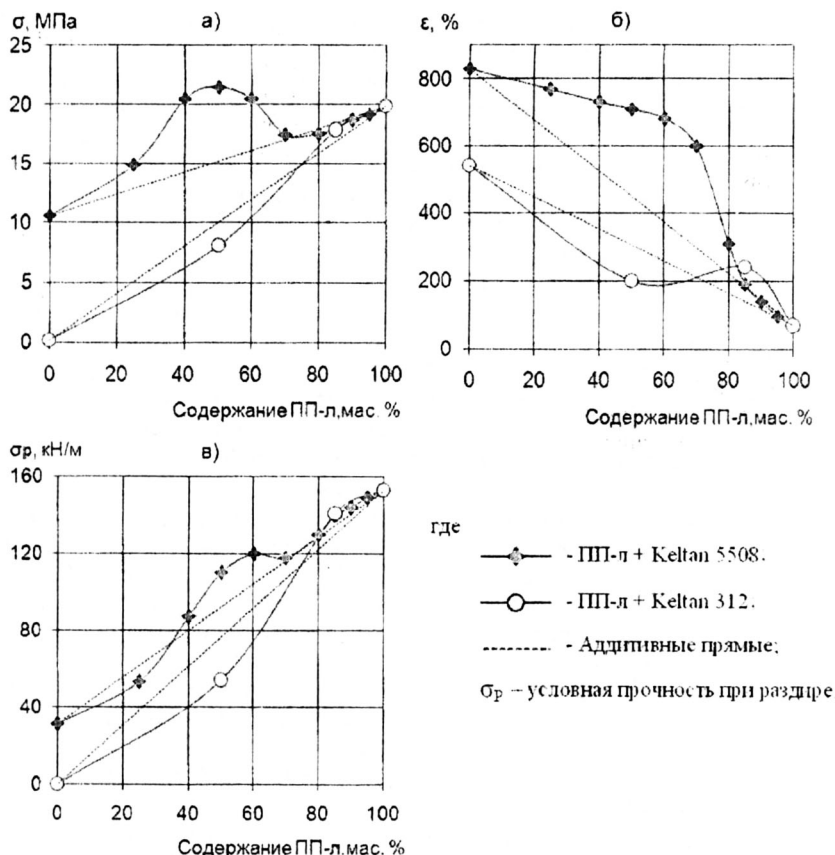 σ, МПа
а)
25
20
15
10
5
0
0 20 40 60 80 100
Содержание ПП-л,мас. %
ε, %
б)
800
600
400
200
0
0 20 40 60 80 100
Содержание ПП-л,мас. %
σр, кН/м
в)
160
120
80
40
0
0 20 40 60 80 100
Содержание ПП-л,мас. %
где
- ПП-л + Keltan 5508.
- ПП-л + Keltan 312.
- Аддитивные прямые;
σр – условная прочность при раздире